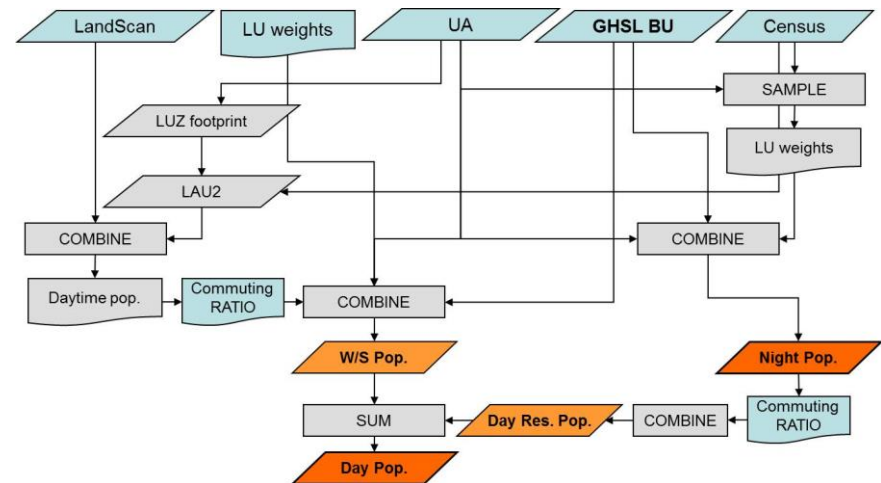 LandScan
LU weights
UA
GHSL BU
Census
SAMPLE
LUZ footprint
LU weights
LAU2
COMBINE
COMBINE
Daytime pop.
Commuting
RATIO
COMBINE
W/S Pop.
Night Pop.
SUM
Day Res. Pop.
COMBINE
Commuting
RATIO
Day Pop.